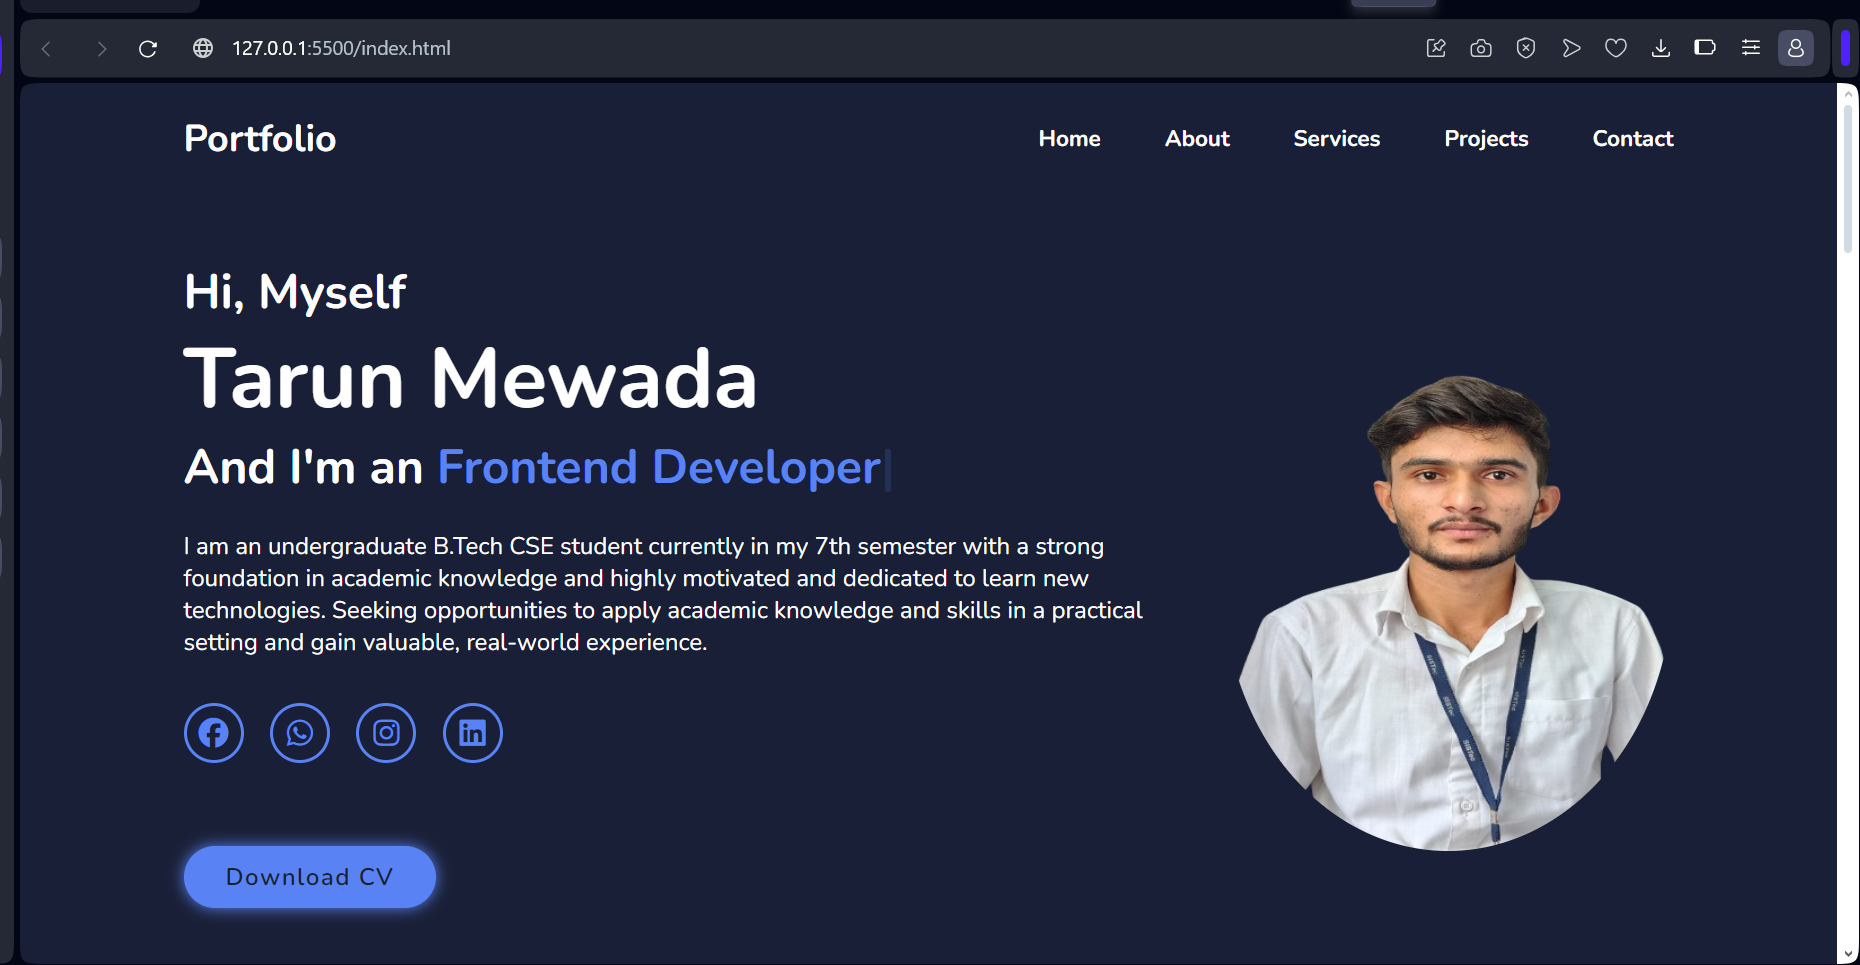 127.0.0.1:5500/index.html
Portfolio
Home About Services Projects Contact
Hi, Myself
Tarun Mewada
And I'm an Frontend Developer
I am an undergraduate B.Tech CSE student currently in my 7th semester with a strong
foundation in academic knowledge and highly motivated and dedicated to learn new
technologies. Seeking opportunities to apply academic knowledge and skills in a practical
setting and gain valuable, real-world experience.
Download CV